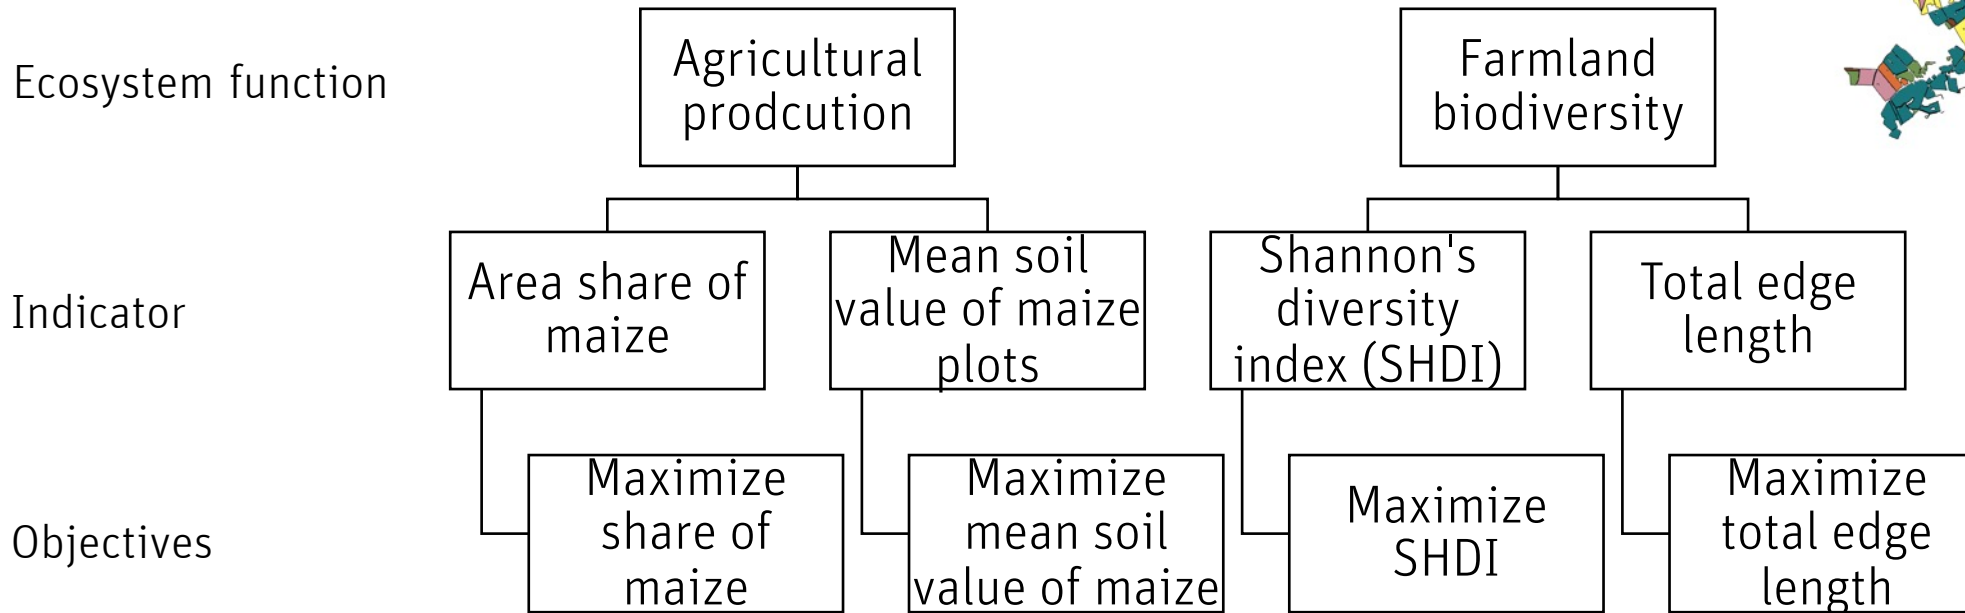 Ecosystem function
Agricultural
prodcution
Farmland
biodiversity
Indicator
Area share of
maize
Mean soil
value of maize
plots
Shannon's
diversity
index (SHDI)
Total edge
length
Objectives
Maximize
share of
maize
Maximize
mean soil
value of maize
Maximize
SHDI
Maximize
total edge
length